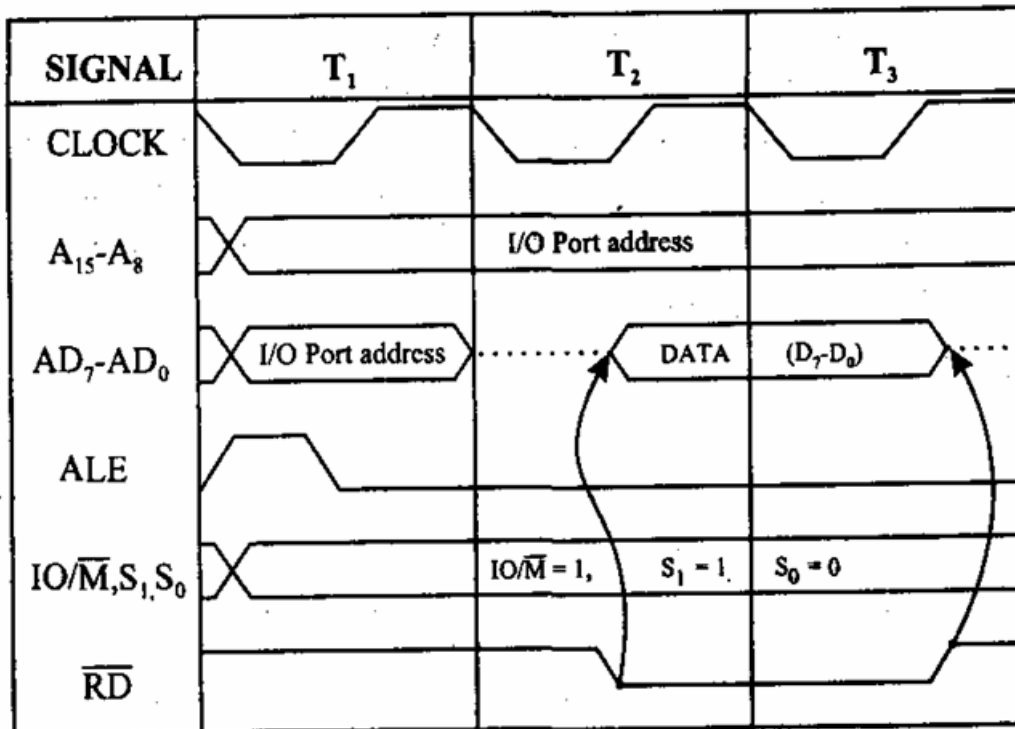 SIGNAL T₁ T₂ T₃
CLOCK
A₁₅-A₈ I/O Port address
AD₇-AD₀ I/O Port address DATA (D₇-D₀)
ALE
IO/M̅,S₁,S₀ IO/M̅ = 1, S₁ = 1 S₀ = 0
R̅D̅